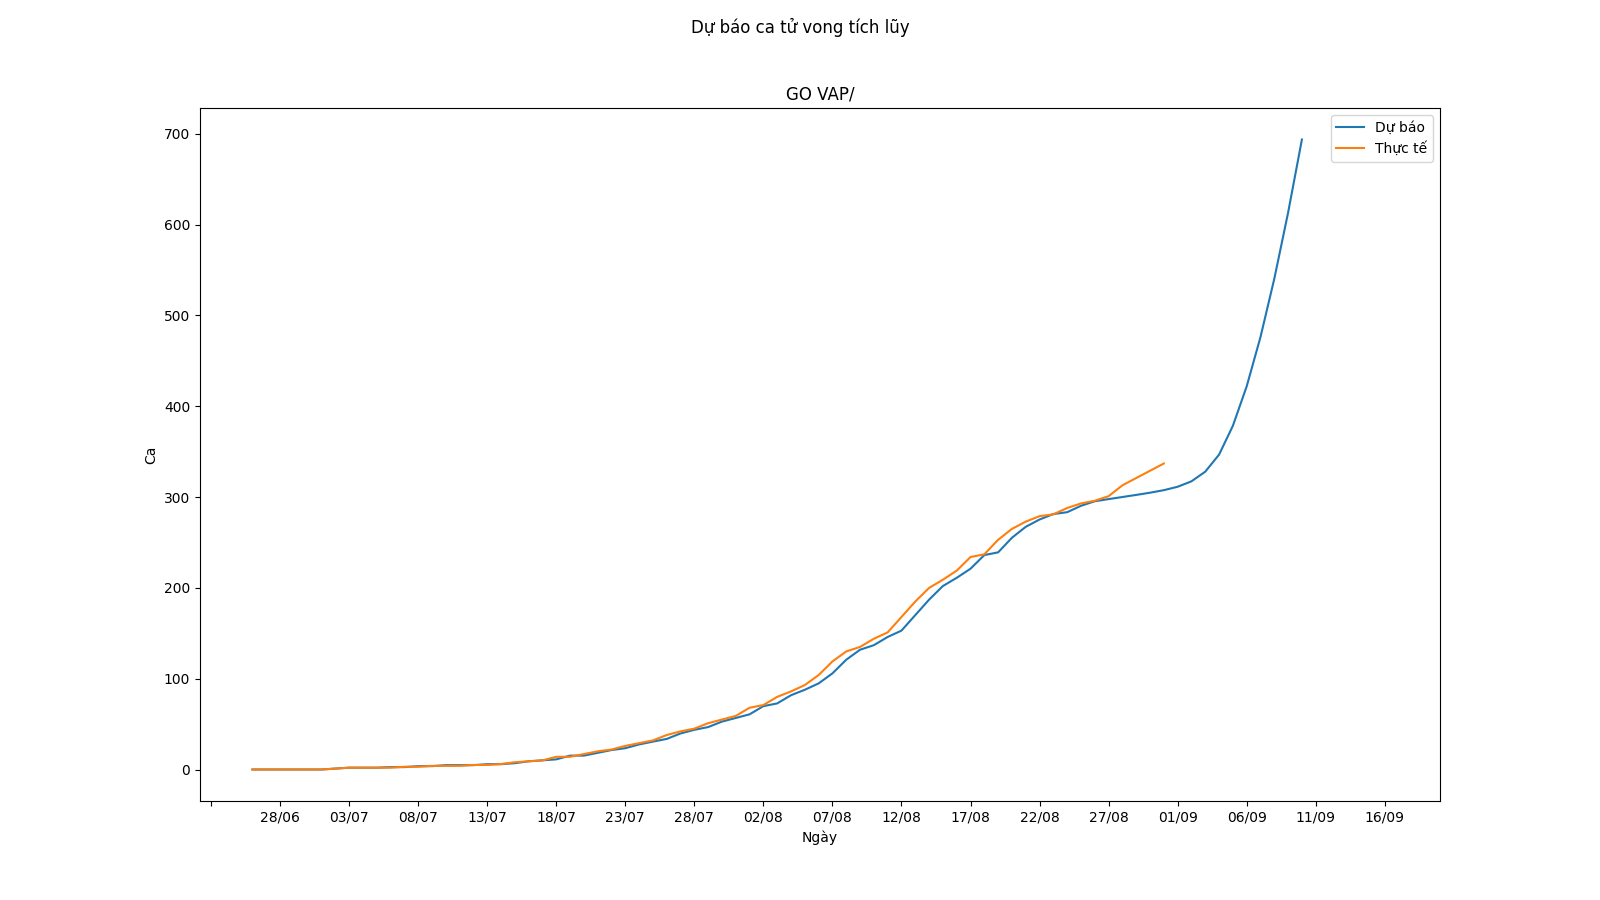 Dự báo ca tử vong tích lũy
GO VAP/
Dự báo
Thực tế
700
600
500
400
300
200
100
0
Ca
28/06 03/07 08/07 13/07 18/07 23/07 28/07 02/08 07/08 12/08 17/08 22/08 27/08 01/09 06/09 11/09 16/09
Ngày